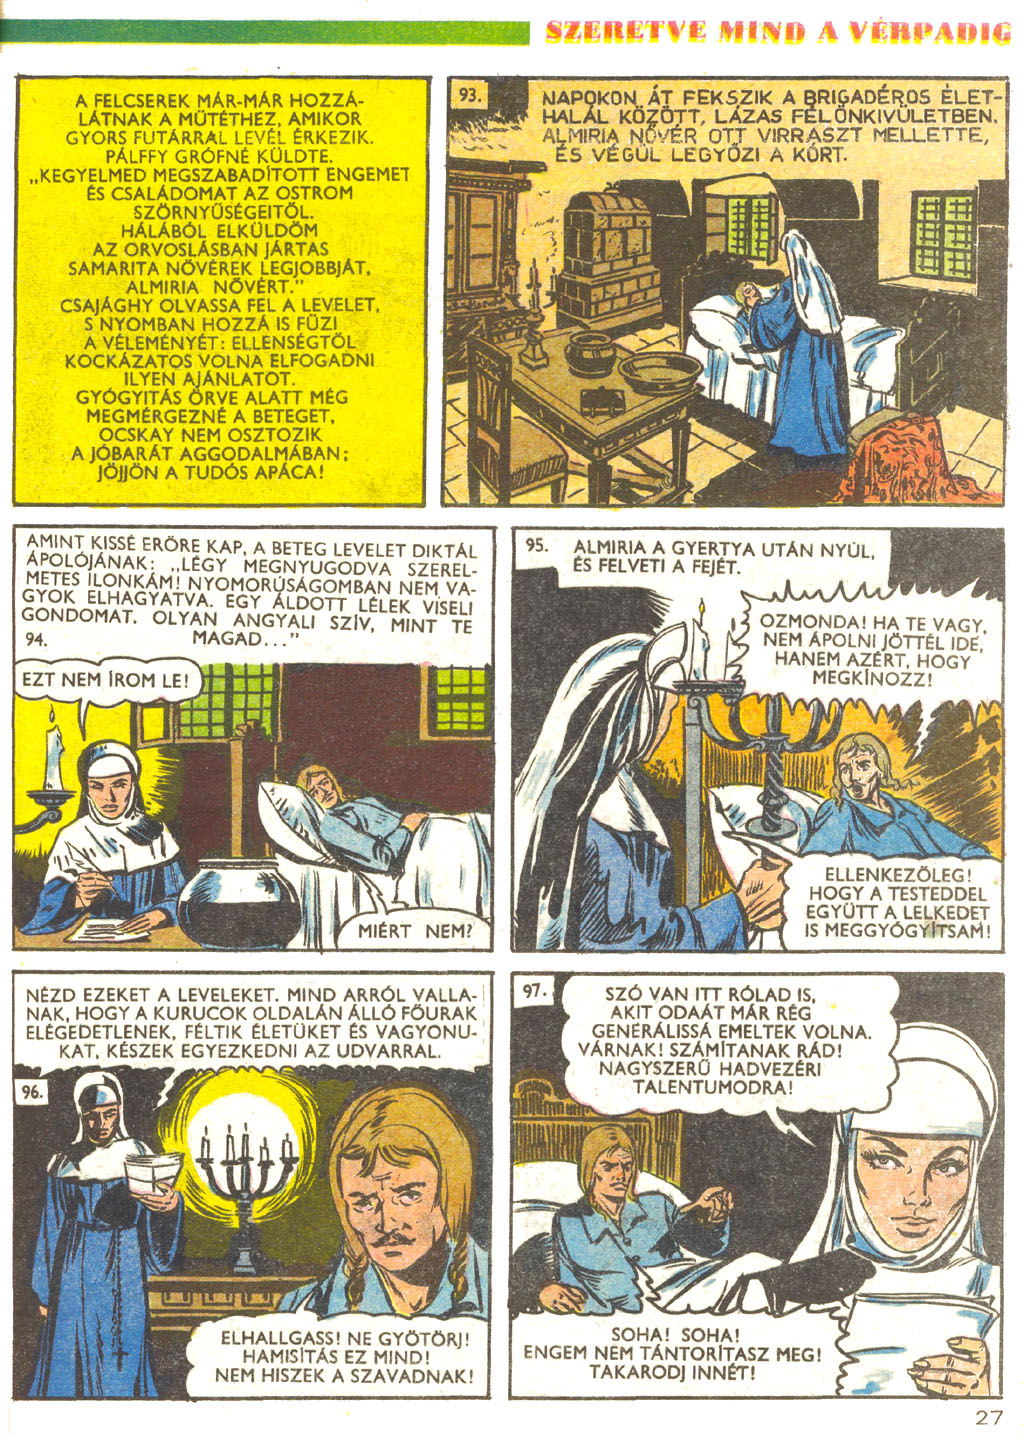 SZERETVE MIND A VÉRPADIG
A FELCSEREK MÁR-MÁR HOZZÁ-
LÁTNAK A MŰTÉTHEZ, AMIKOR
GYORS FUTÁRRAL LEVÉL ÉRKEZIK.
PÁLFFY GRÓFNÉ KÜLDTE.
„KEGYELMED MEGSZABADÍTOTT ENGEMET
ÉS CSALÁDOMAT AZ OSTROM
SZÖRNYŰSÉGEITŐL.
HÁLÁBÓL ELKÜLDÖM
AZ ORVOSLÁSBAN JÁRTAS
SAMARITA NŐVÉREK LEGJOBBJÁT,
ALMIRIA NŐVÉRT."
CSAJÁGHY OLVASSA FEL A LEVELET,
S NYOMBAN HOZZÁ IS FŰZI
A VÉLEMÉNYÉT: ELLENSÉGTŐL
KOCKÁZATOS VOLNA ELFOGADNI
ILYEN AJÁNLATOT.
GYÓGYITÁS ÖRVE ALATT MÉG
MEGMÉRGEZNÉ A BETEGET,
OCSKAY NEM OSZTOZIK
A JÓBARÁT AGGODALMÁBAN;
JÖJJÖN A TUDÓS APÁCA!
93.
NAPOKON ÁT FEKSZIK A BRIGADÉROS ÉLET-
HALÁL KÖZÖTT, LÁZAS FÉLÖNKIVÜLETBEN.
ALMIRIA NŐVÉR OTT VIRRASZT MELLETTE,
ÉS VÉGÜL LEGYŐZI A KÓRT.
AMINT KISSÉ ERŐRE KAP, A BETEG LEVELET DIKTÁL
ÁPOLÓJÁNAK: „LÉGY MEGNYUGODVA SZEREL-
METES ILONKÁM! NYOMORÚSÁGOMBAN NEM VA-
GYOK ELHAGYATVA. EGY ÁLDOTT LÉLEK VISELI
GONDOMAT. OLYAN ANGYALI SZÍV, MINT TE
94. MAGAD..."
EZT NEM ÍROM LE!
MIÉRT NEM?
95.
ALMIRIA A GYERTYA UTÁN NYÚL,
ÉS FELVETI A FEJÉT.
OZMONDA! HA TE VAGY,
NEM ÁPOLNI JÖTTÉL IDE,
HANEM AZÉRT, HOGY
MEGKÍNOZZ!
ELLENKEZŐLEG!
HOGY A TESTEDDEL
EGYÜTT A LELKEDET
IS MEGGYÓGYÍTSAM!
NÉZD EZEKET A LEVELEKET. MIND ARRÓL VALLA-
NAK, HOGY A KURUCOK OLDALÁN ÁLLÓ FŐURAK
ELÉGEDETLENEK, FÉLTIK ÉLETÜKET ÉS VAGYONU-
KAT, KÉSZEK EGYEZKEDNI AZ UDVARRAL.
96.
ELHALLGASS! NE GYÖTÖRJ!
HAMISÍTÁS EZ MIND!
NEM HISZEK A SZAVADNAK!
97.
SZÓ VAN ITT RÓLAD IS,
AKIT ODAÁT MÁR RÉG
GENERÁLISSÁ EMELTEK VOLNA.
VÁRNAK! SZÁMÍTANAK RÁD!
NAGYSZERŰ HADVEZÉRI
TALENTUMODRA!
SOHA! SOHA!
ENGEM NEM TÁNTORÍTASZ MEG!
TAKARODJ INNÉT!
27